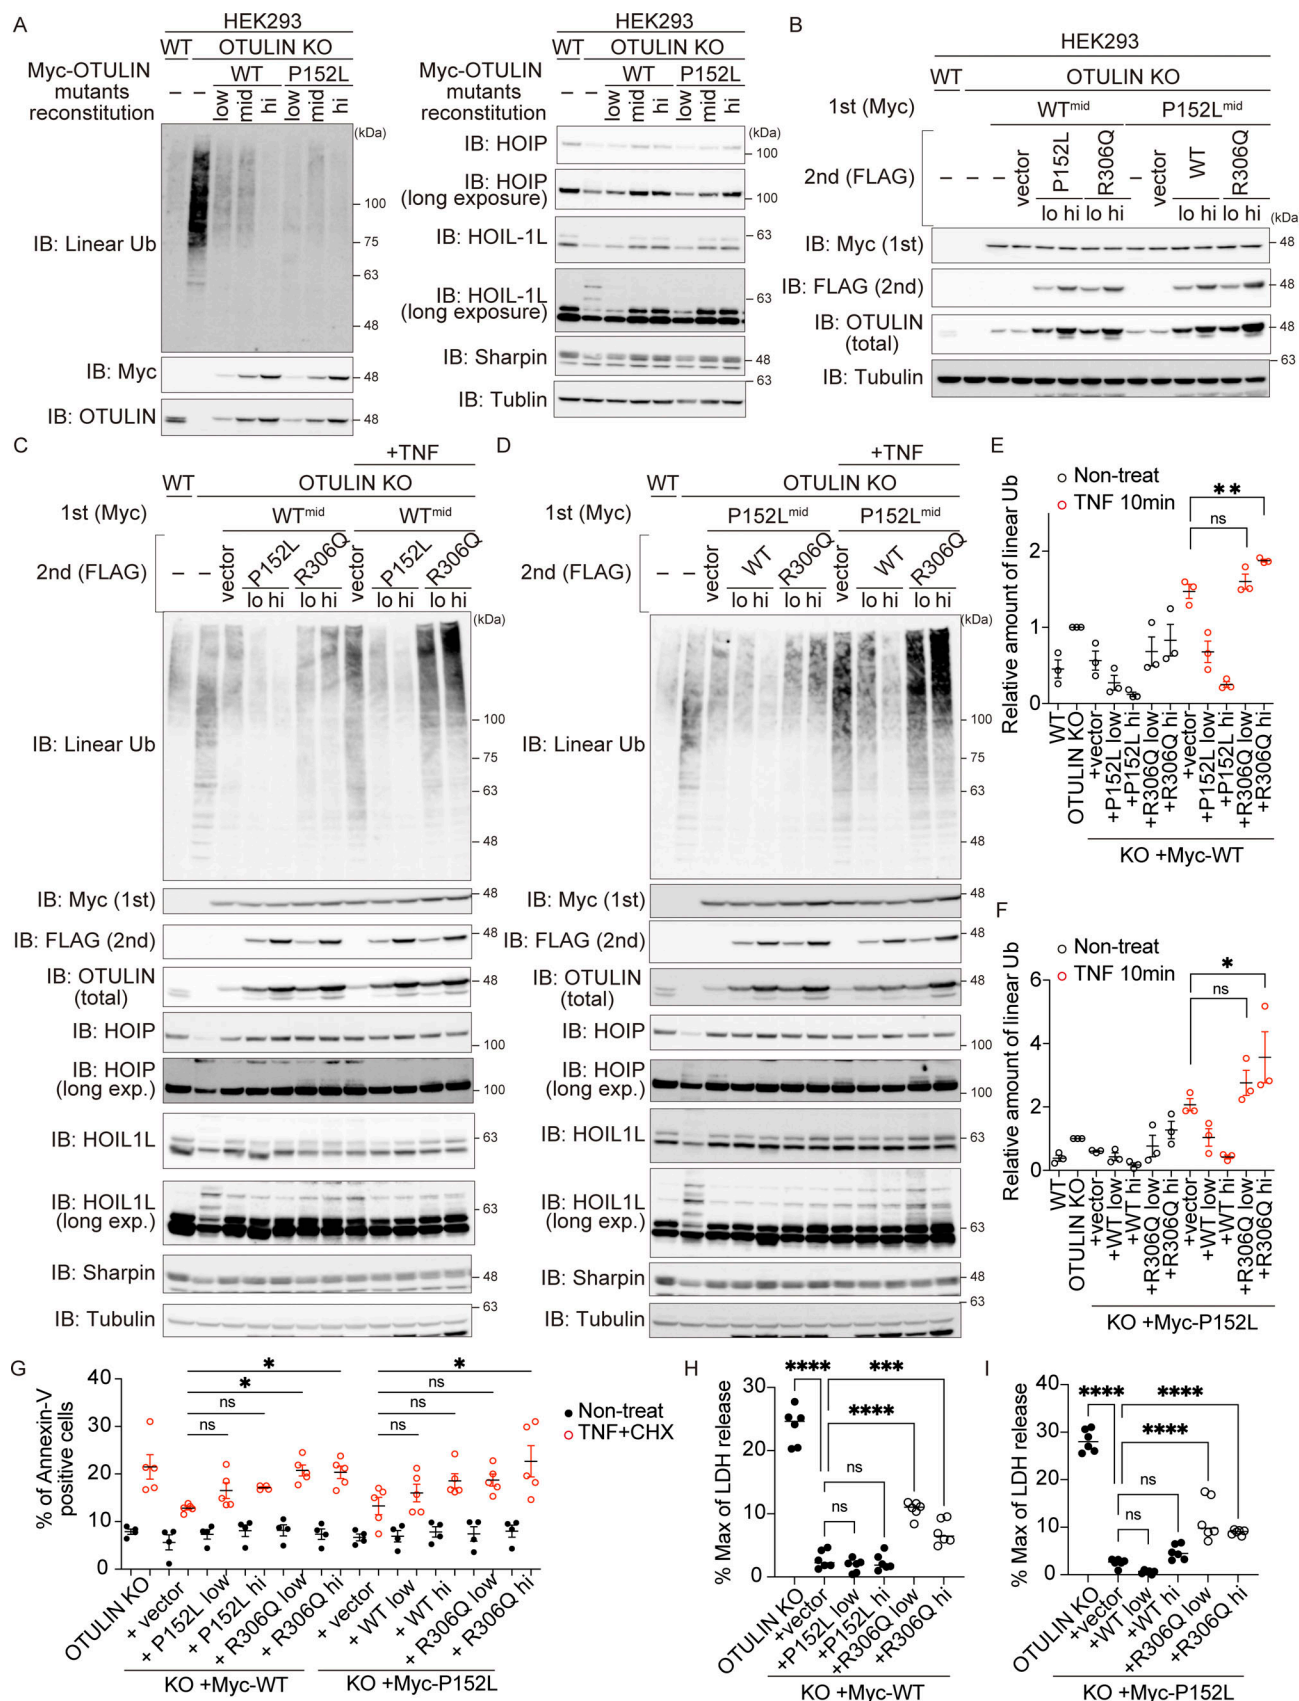 A
HEK293
WT
OTULIN KO
Myc-OTULIN
mutants
reconstitution
WT
P152L
–
–
low
mid
hi
low
mid
hi
(kDa)
IB: Linear Ub
100
75
63
48
IB: Myc
48
IB: OTULIN
48
HEK293
WT
OTULIN KO
Myc-OTULIN
mutants
reconstitution
WT
P152L
–
–
low
mid
hi
low
mid
hi
(kDa)
IB: HOIP
100
IB: HOIP
(long exposure)
100
IB: HOIL-1L
63
IB: HOIL-1L
(long exposure)
63
IB: Sharpin
48
63
IB: Tublin
B
HEK293
WT
OTULIN KO
1st (Myc)
WTmid
P152Lmid
2nd (FLAG)
–
–
–
vector
P152L
R306Q
–
vector
WT
R306Q
lo hi
lo hi
lo hi
lo hi
(kDa
IB: Myc (1st)
48
IB: FLAG (2nd)
48
IB: OTULIN
(total)
48
63
IB: Tubulin
C
+TNF
WT
OTULIN KO
1st (Myc)
WTmid
WTmid
2nd (FLAG)
–
–
vector
P152L
R306Q
vector
P152L
R306Q
lo hi
lo hi
lo hi
lo hi
(kDa)
IB: Linear Ub
100
75
63
48
IB: Myc (1st)
48
IB: FLAG (2nd)
48
IB: OTULIN
(total)
48
IB: HOIP
100
IB: HOIP
(long exp.)
100
IB: HOIL1L
63
IB: HOIL1L
(long exp.)
63
IB: Sharpin
48
63
IB: Tubulin
D
+TNF
WT
OTULIN KO
1st (Myc)
P152Lmid
P152Lmid
2nd (FLAG)
–
–
vector
WT
R306Q
vector
WT
R306Q
lo hi
lo hi
lo hi
lo hi
(kDa)
IB: Linear Ub
100
75
63
48
IB: Myc (1st)
48
IB: FLAG (2nd)
48
IB: OTULIN
(total)
48
IB: HOIP
100
IB: HOIP
(long exp.)
100
IB: HOIL1L
63
IB: HOIL1L
(long exp.)
63
IB: Sharpin
48
63
IB: Tubulin
E
Non-treat
TNF 10min
**
ns
Relative amount of linear Ub
2
1
0
WT
OTULIN KO
+vector
+P152L low
+P152L hi
+R306Q low
+R306Q hi
+vector
+P152L low
+P152L hi
+R306Q low
+R306Q hi
KO +Myc-WT
F
Non-treat
TNF 10min
*
ns
Relative amount of linear Ub
6
4
2
0
WT
OTULIN KO
+vector
+WT low
+WT hi
+R306Q low
+R306Q hi
+vector
+WT low
+WT hi
+R306Q low
+R306Q hi
KO +Myc-P152L
G
% of Annexin-V
positive cells
40
30
20
10
0
*
*
ns
ns
*
ns
ns
ns
Non-treat
TNF+CHX
OTULIN KO
+ vector
+ P152L low
+ P152L hi
+ R306Q low
+ R306Q hi
+ vector
+ WT low
+ WT hi
+ R306Q low
+ R306Q hi
KO +Myc-WT
KO +Myc-P152L
H
% Max of LDH release
30
20
10
0
****
***
****
ns
ns
OTULIN KO
+vector
+P152L low
+P152L hi
+R306Q low
+R306Q hi
KO +Myc-WT
I
% Max of LDH release
40
30
20
10
0
****
****
****
ns
ns
OTULIN KO
+vector
+WT low
+WT hi
+R306Q low
+R306Q hi
KO +Myc-P152L